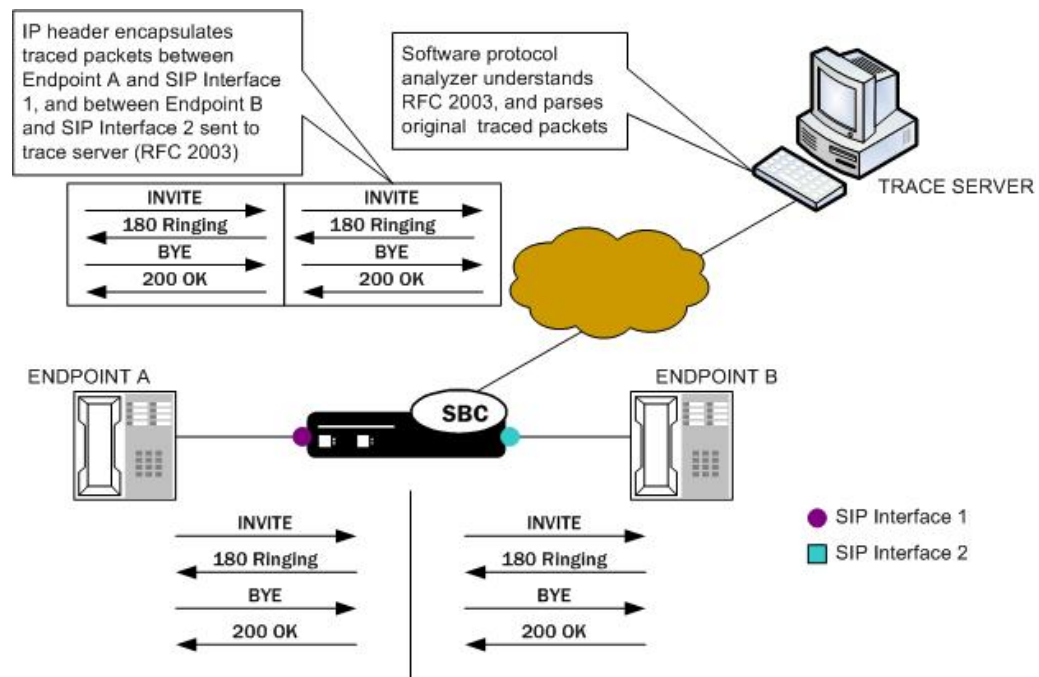 IP header encapsulates
traced packets between
Endpoint A and SIP Interface
1, and between Endpoint B
and SIP Interface 2 sent to
trace server (RFC 2003)
Software protocol
analyzer understands
RFC 2003, and parses
original traced packets
TRACE SERVER
INVITE
180 Ringing
BYE
200 OK
INVITE
180 Ringing
BYE
200 OK
ENDPOINT A
SBC
ENDPOINT B
INVITE
180 Ringing
BYE
200 OK
INVITE
180 Ringing
BYE
200 OK
SIP Interface 1
SIP Interface 2